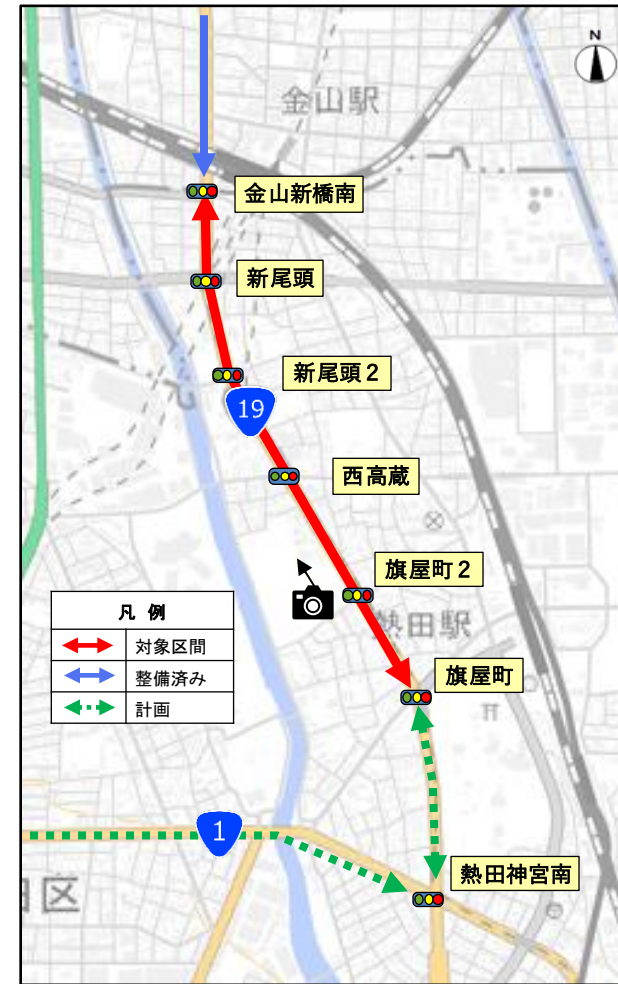 N
金山駅
金山新橋南
新尾頭
新尾頭2
19
西高蔵
旗屋町2
熱田駅
凡 例
対象区間
整備済み
計画
旗屋町
1
熱田神宮南
区